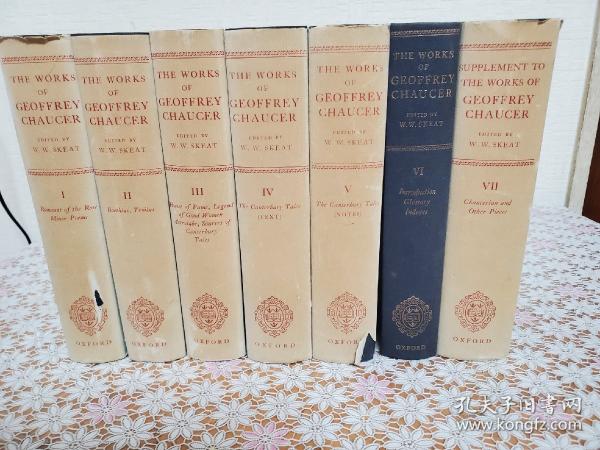 THE WORKS
OF
GEOFFREY
CHAUCER
EDITED BY
W. W. SKEAT
I
Romaunt of the Rose
Minor Poems
OXFORD
THE WORKS
OF
GEOFFREY
CHAUCER
EDITED BY
W. W. SKEAT
II
Boethius, Troilus
OXFORD
THE WORKS
OF
GEOFFREY
CHAUCER
EDITED BY
W. W. SKEAT
III
House of Fame, Legend
of Good Women
Astrolabe, Sources of
Canterbury
Tales
OXFORD
THE WORKS
OF
GEOFFREY
CHAUCER
EDITED BY
W. W. SKEAT
IV
The Canterbury Tales
(TEXT)
OXFORD
THE WORKS
OF
GEOFFREY
CHAUCER
EDITED BY
W. W. SKEAT
V
The Canterbury Tales
(NOTES)
OXFORD
THE WORKS
OF
GEOFFREY
CHAUCER
EDITED BY
W. W. SKEAT
VI
Introduction
Glossary
Indexes
OXFORD
SUPPLEMENT TO
THE WORKS OF
GEOFFREY
CHAUCER
EDITED BY
W. W. SKEAT
VII
Chaucerian and
Other Pieces
OXFORD
孔夫子旧书网
www.kongfz.com